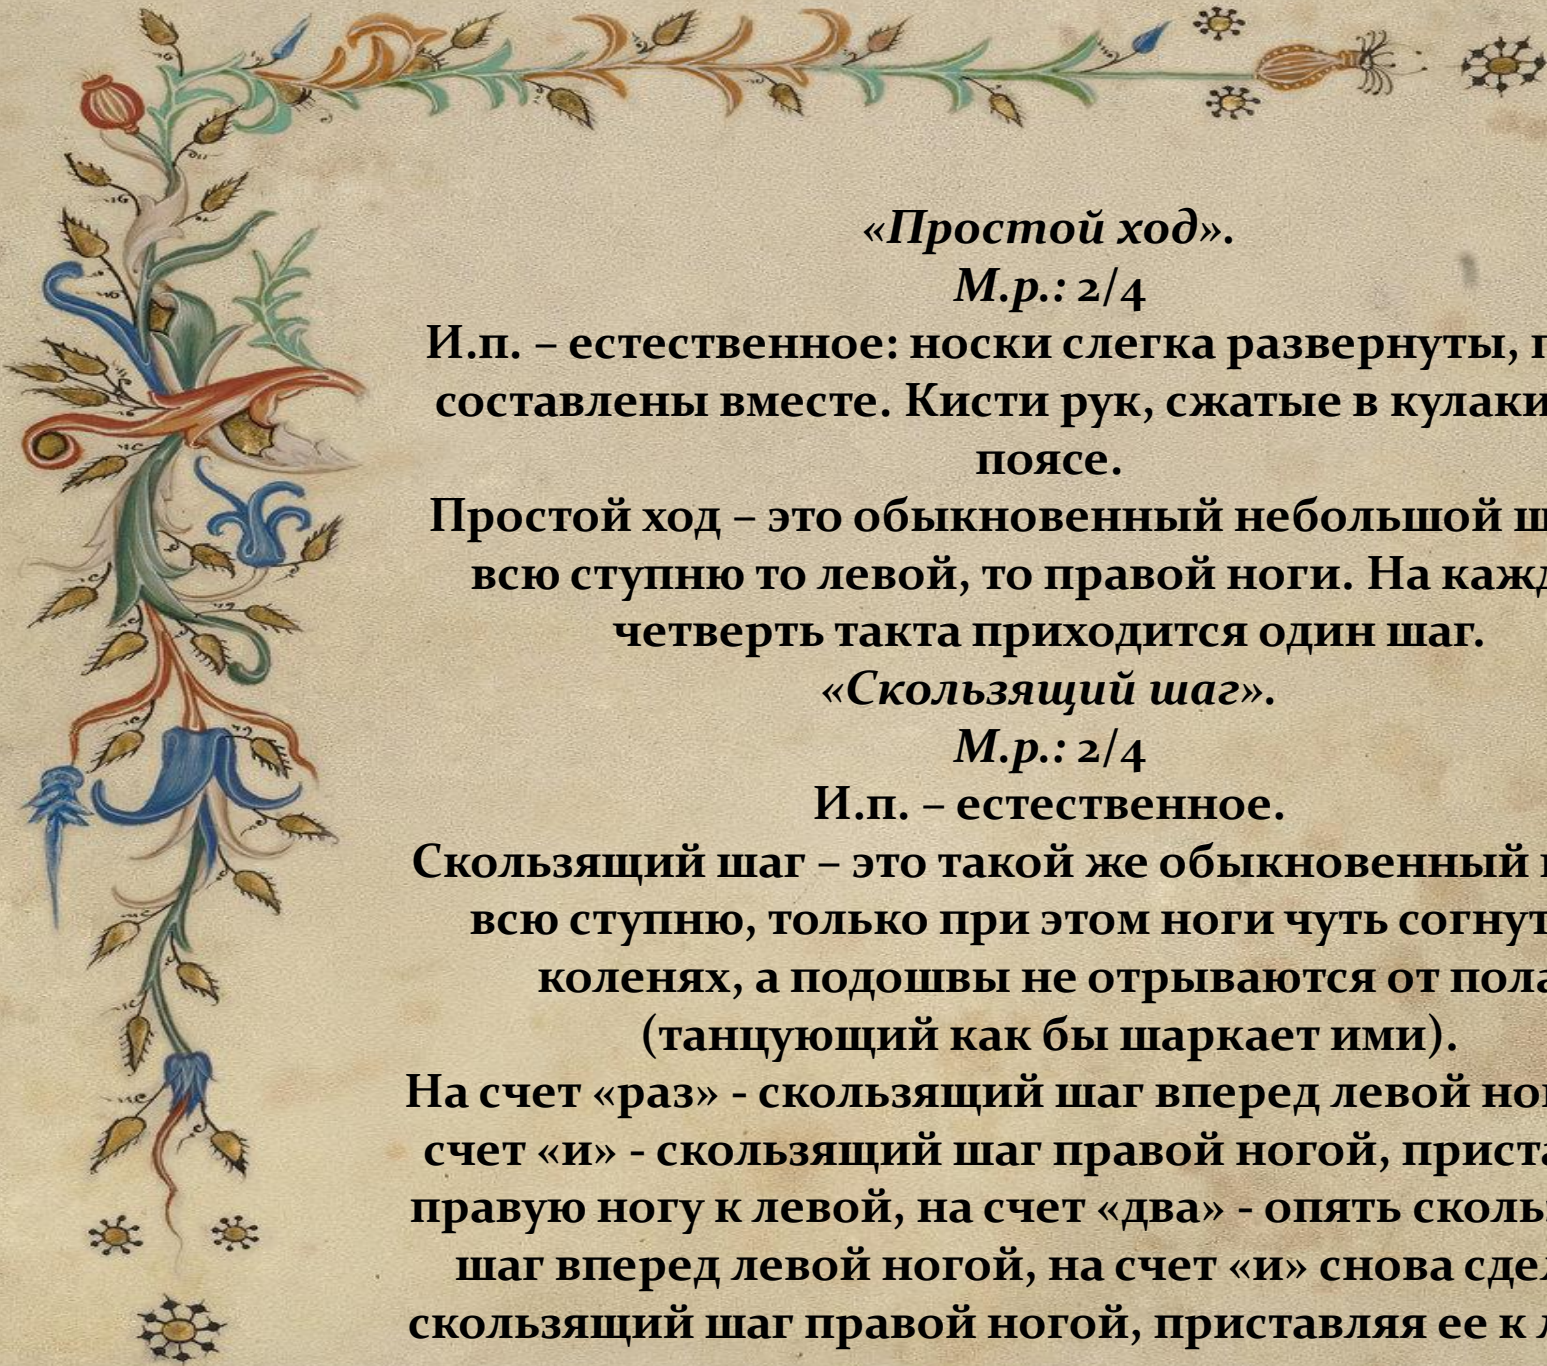 «Простой ход».
М.р.: 2/4
И.п. – естественное: носки слегка развернуты,
составлены вместе. Кисти рук, сжатые в кулаки
поясе.
Простой ход – это обыкновенный небольшой
всю ступню то левой, то правой ноги. На
четверть такта приходится один шаг.
«Скользящий шаг».
М.р.: 2/4
И.п. – естественное.
Скользящий шаг – это такой же обыкновенный
всю ступню, только при этом ноги чуть
коленях, а подошвы не отрываются от пола
(танцующий как бы шаркает ими).
На счет «раз» - скользящий шаг вперед левой
счет «и» - скользящий шаг правой ногой,
правую ногу к левой, на счет «два» - опять
шаг вперед левой ногой, на счет «и» снова
скользящий шаг правой ногой, приставляя ее к